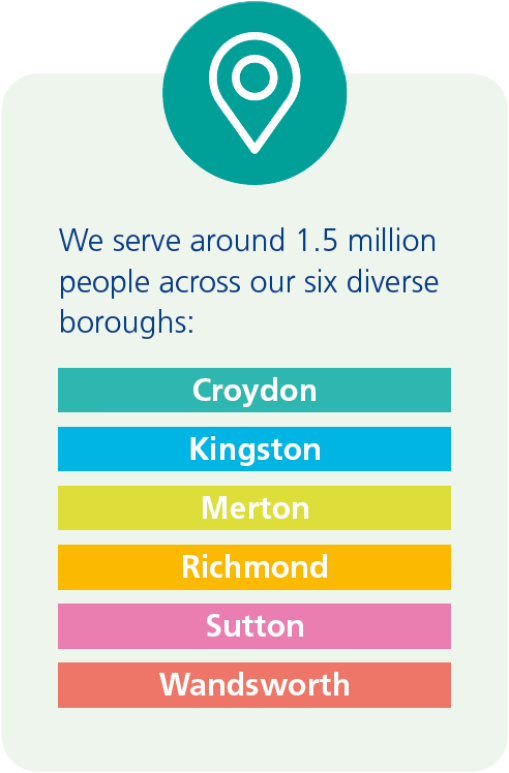 We serve around 1.5 million
people across our six diverse
boroughs:
Croydon
Kingston
Merton
Richmond
Sutton
Wandsworth